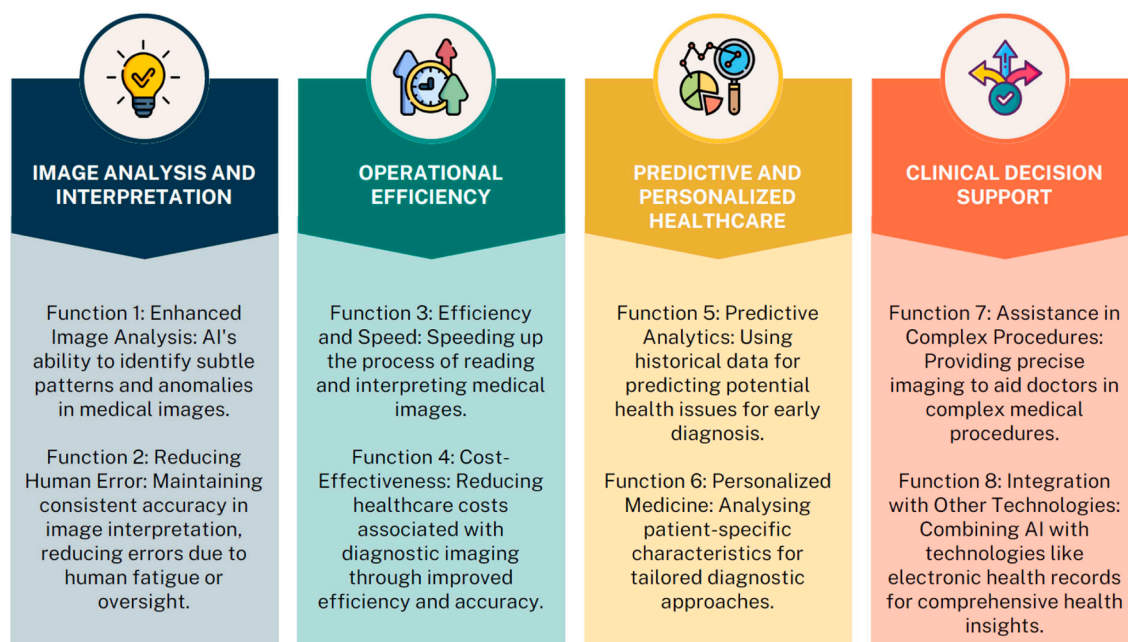 IMAGE ANALYSIS AND
INTERPRETATION
Function 1: Enhanced
Image Analysis: AI's
ability to identify subtle
patterns and anomalies
in medical images.
Function 2: Reducing
Human Error: Maintaining
consistent accuracy in
image interpretation,
reducing errors due to
human fatigue or
oversight.
OPERATIONAL
EFFICIENCY
Function 3: Efficiency
and Speed: Speeding up
the process of reading
and interpreting medical
images.
Function 4: Cost-
Effectiveness: Reducing
healthcare costs
associated with
diagnostic imaging
through improved
efficiency and accuracy.
PREDICTIVE AND
PERSONALIZED
HEALTHCARE
Function 5: Predictive
Analytics: Using
historical data for
predicting potential
health issues for early
diagnosis.
Function 6: Personalized
Medicine: Analysing
patient-specific
characteristics for
tailored diagnostic
approaches.
CLINICAL DECISION
SUPPORT
Function 7: Assistance in
Complex Procedures:
Providing precise
imaging to aid doctors in
complex medical
procedures.
Function 8: Integration
with Other Technologies:
Combining AI with
technologies like
electronic health records
for comprehensive health
insights.